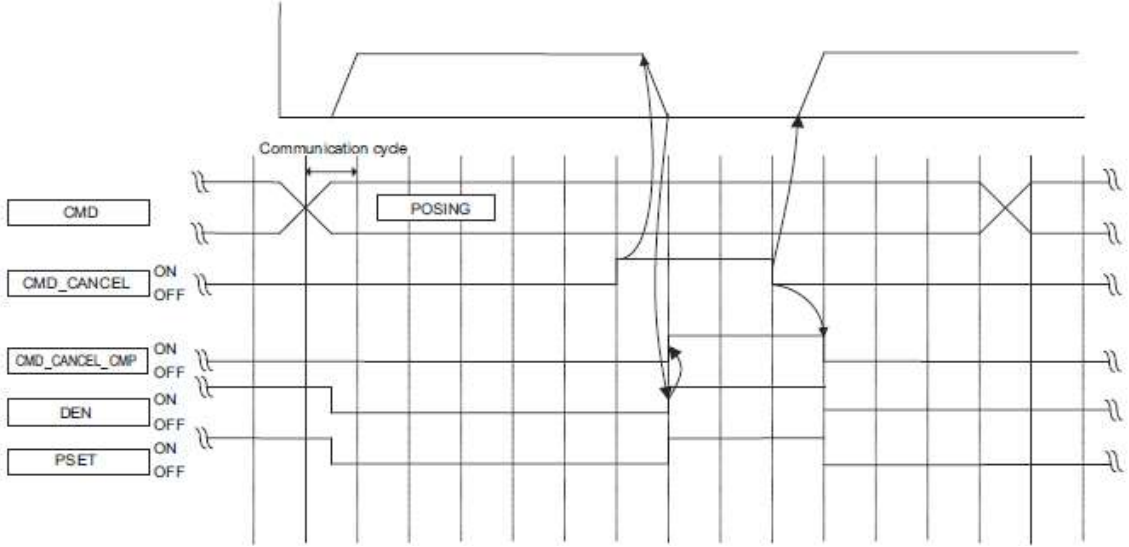 Communication cycle
CMD
POSING
CMD_CANCEL
ON
OFF
CMD_CANCEL_CMP
ON
OFF
DEN
ON
OFF
PSET
ON
OFF